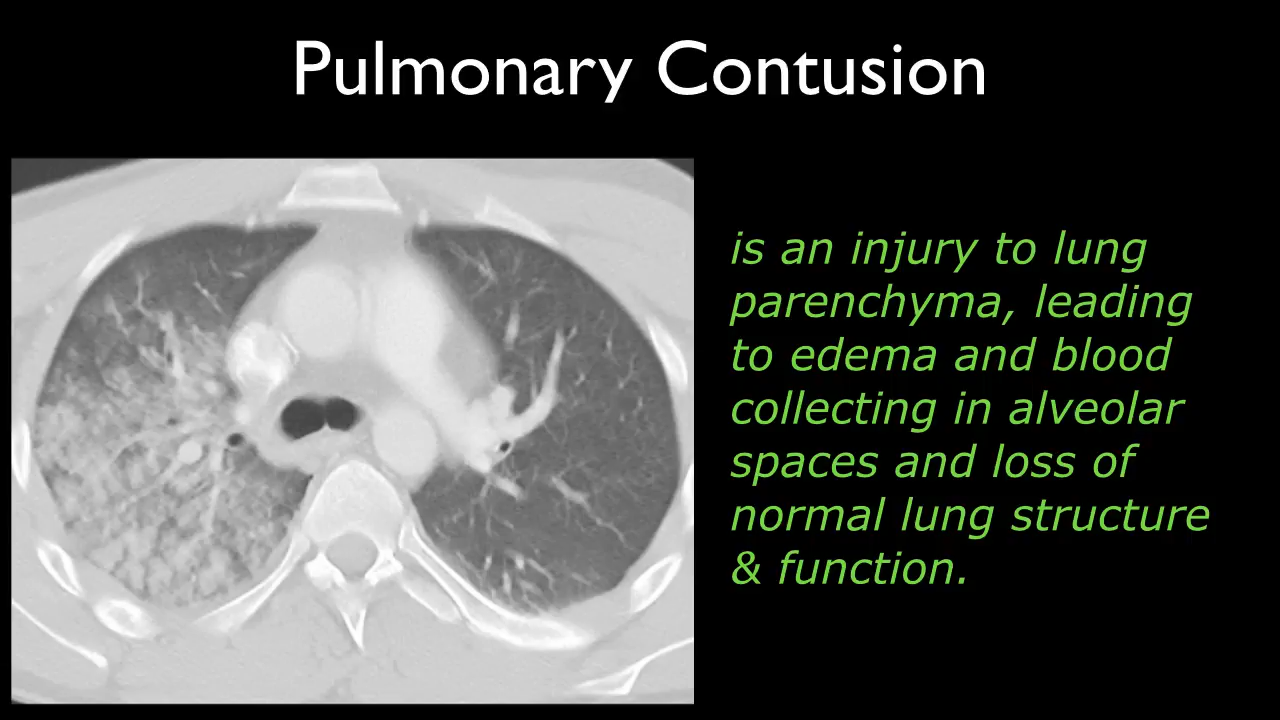 Pulmonary Contusion
is an injury to lung
parenchyma, leading
to edema and blood
collecting in alveolar
spaces and loss of
normal lung structure
& function.